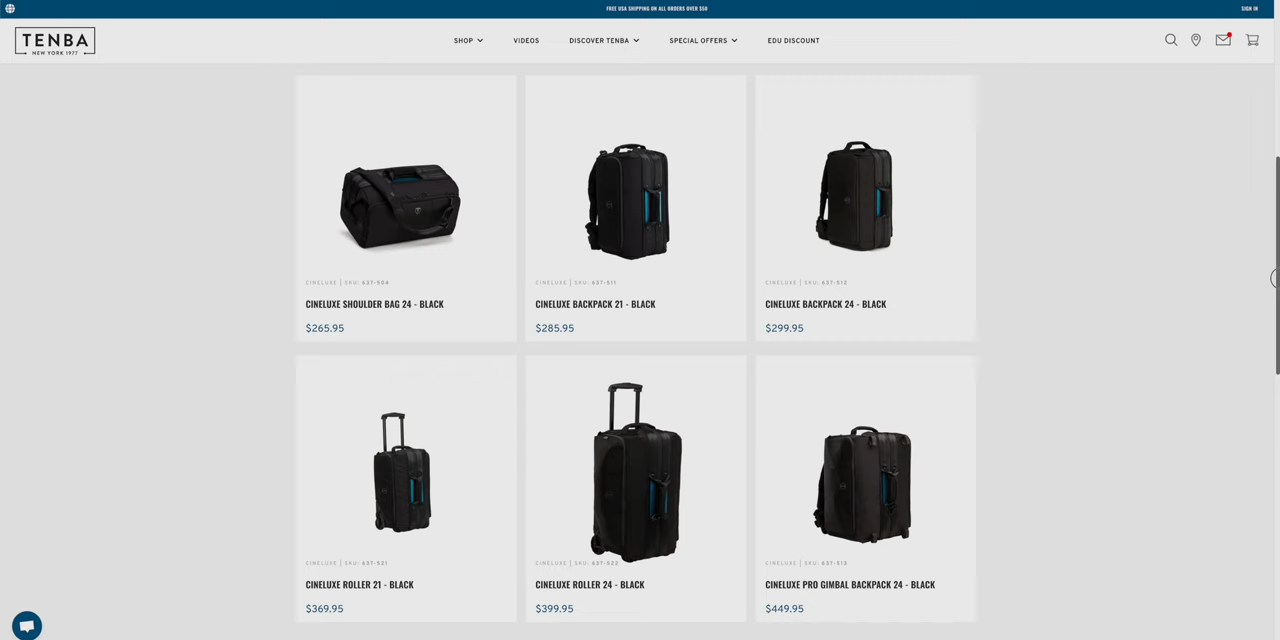 FREE USA SHIPPING ON ALL ORDERS OVER $50
SIGN IN
TENBA
NEW YORK 1977
SHOP
VIDEOS
DISCOVER TENBA
SPECIAL OFFERS
EDU DISCOUNT
CINELUXE | SKU: 637-504
CINELUXE SHOULDER BAG 24 - BLACK
$265.95
CINELUXE | SKU: 637-511
CINELUXE BACKPACK 21 - BLACK
$285.95
CINELUXE | SKU: 637-512
CINELUXE BACKPACK 24 - BLACK
$299.95
CINELUXE | SKU: 637-521
CINELUXE ROLLER 21 - BLACK
$369.95
CINELUXE | SKU: 637-522
CINELUXE ROLLER 24 - BLACK
$399.95
CINELUXE | SKU: 637-513
CINELUXE PRO GIMBAL BACKPACK 24 - BLACK
$449.95